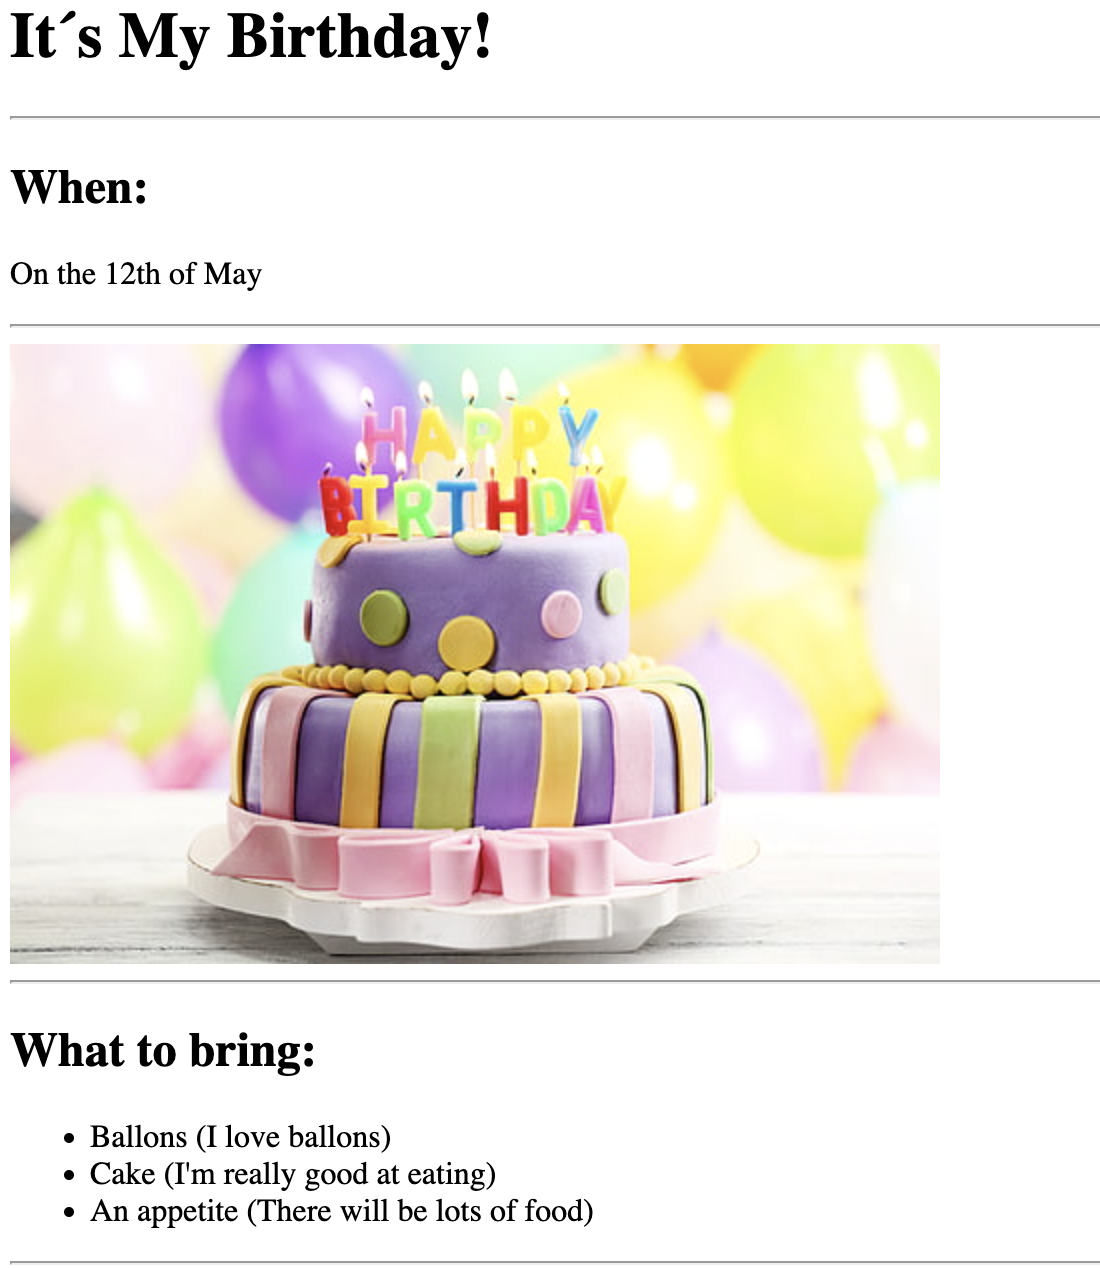 It´s My Birthday!
When:
On the 12th of May
HAPPY
BIRTHDAY
What to bring:
Ballons (I love ballons)
Cake (I'm really good at eating)
An appetite (There will be lots of food)